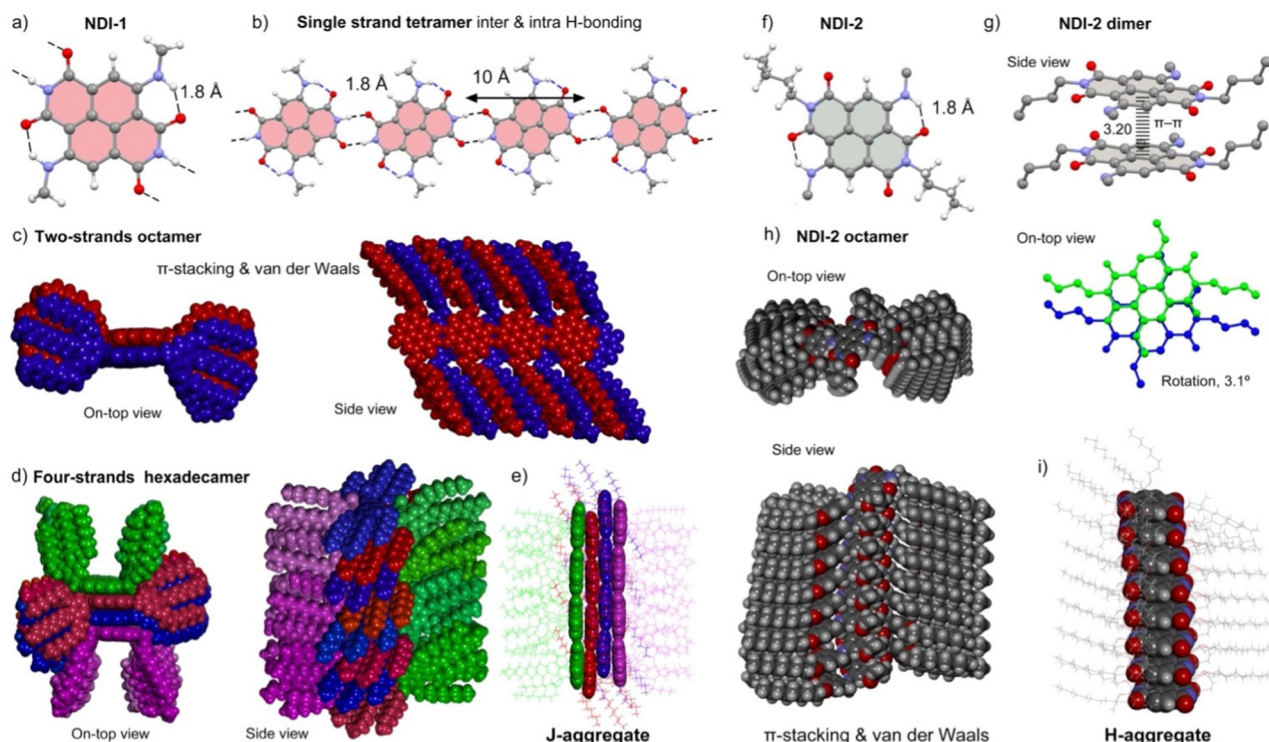 a) NDI-1
1.8 Å
b) Single strand tetramer inter & intra H-bonding
1.8 Å
10 Å
c) Two-strands octamer
π-stacking & van der Waals
On-top view
Side view
d) Four-strands hexadecamer
On-top view
Side view
e)
J-aggregate
f) NDI-2
1.8 Å
g) NDI-2 dimer
Side view
3.20
π–π
On-top view
Rotation, 3.1º
h) NDI-2 octamer
On-top view
Side view
π-stacking & van der Waals
i)
H-aggregate